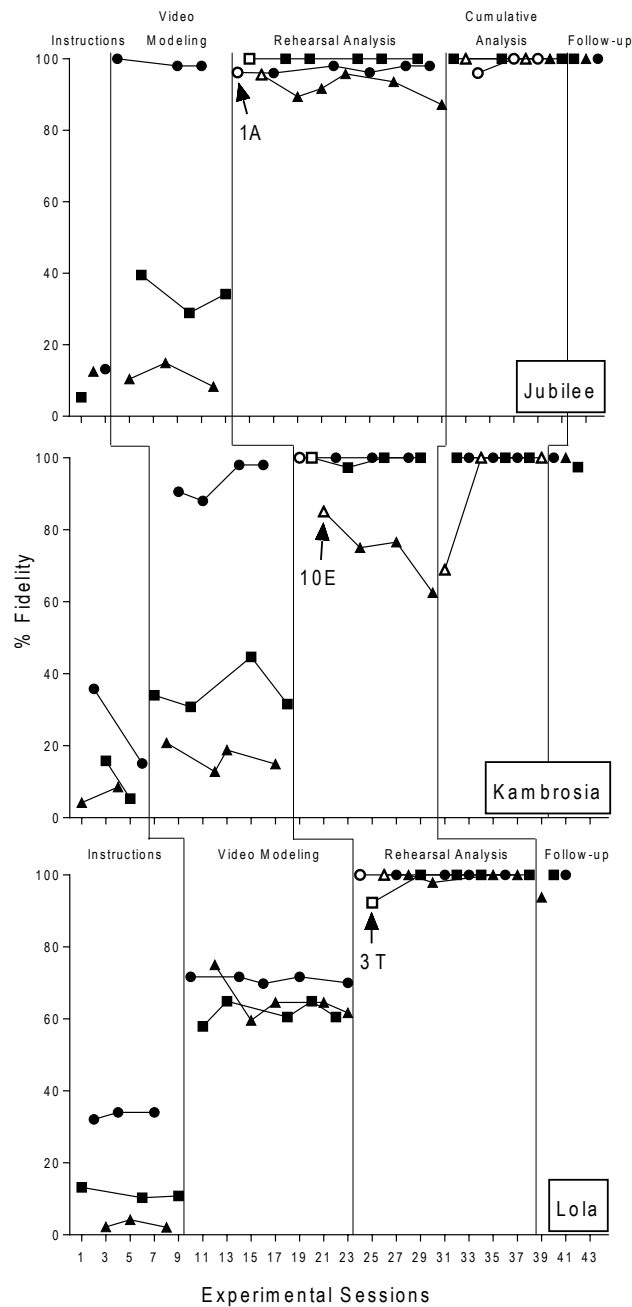 Video
Cumulative
Instructions
Modeling
Rehearsal Analysis
Analysis
Follow-up
100
80
60
40
20
0
1A
Jubilee
100
80
60
40
20
0
10E
Kambrosia
% Fidelity
Instructions
Video Modeling
Rehearsal Analysis
Follow-up
100
80
60
40
20
0
3 T
Lola
1 3 5 7 9 11 13 15 17 19 21 23 25 27 29 31 33 35 37 39 41 43
Experimental Sessions